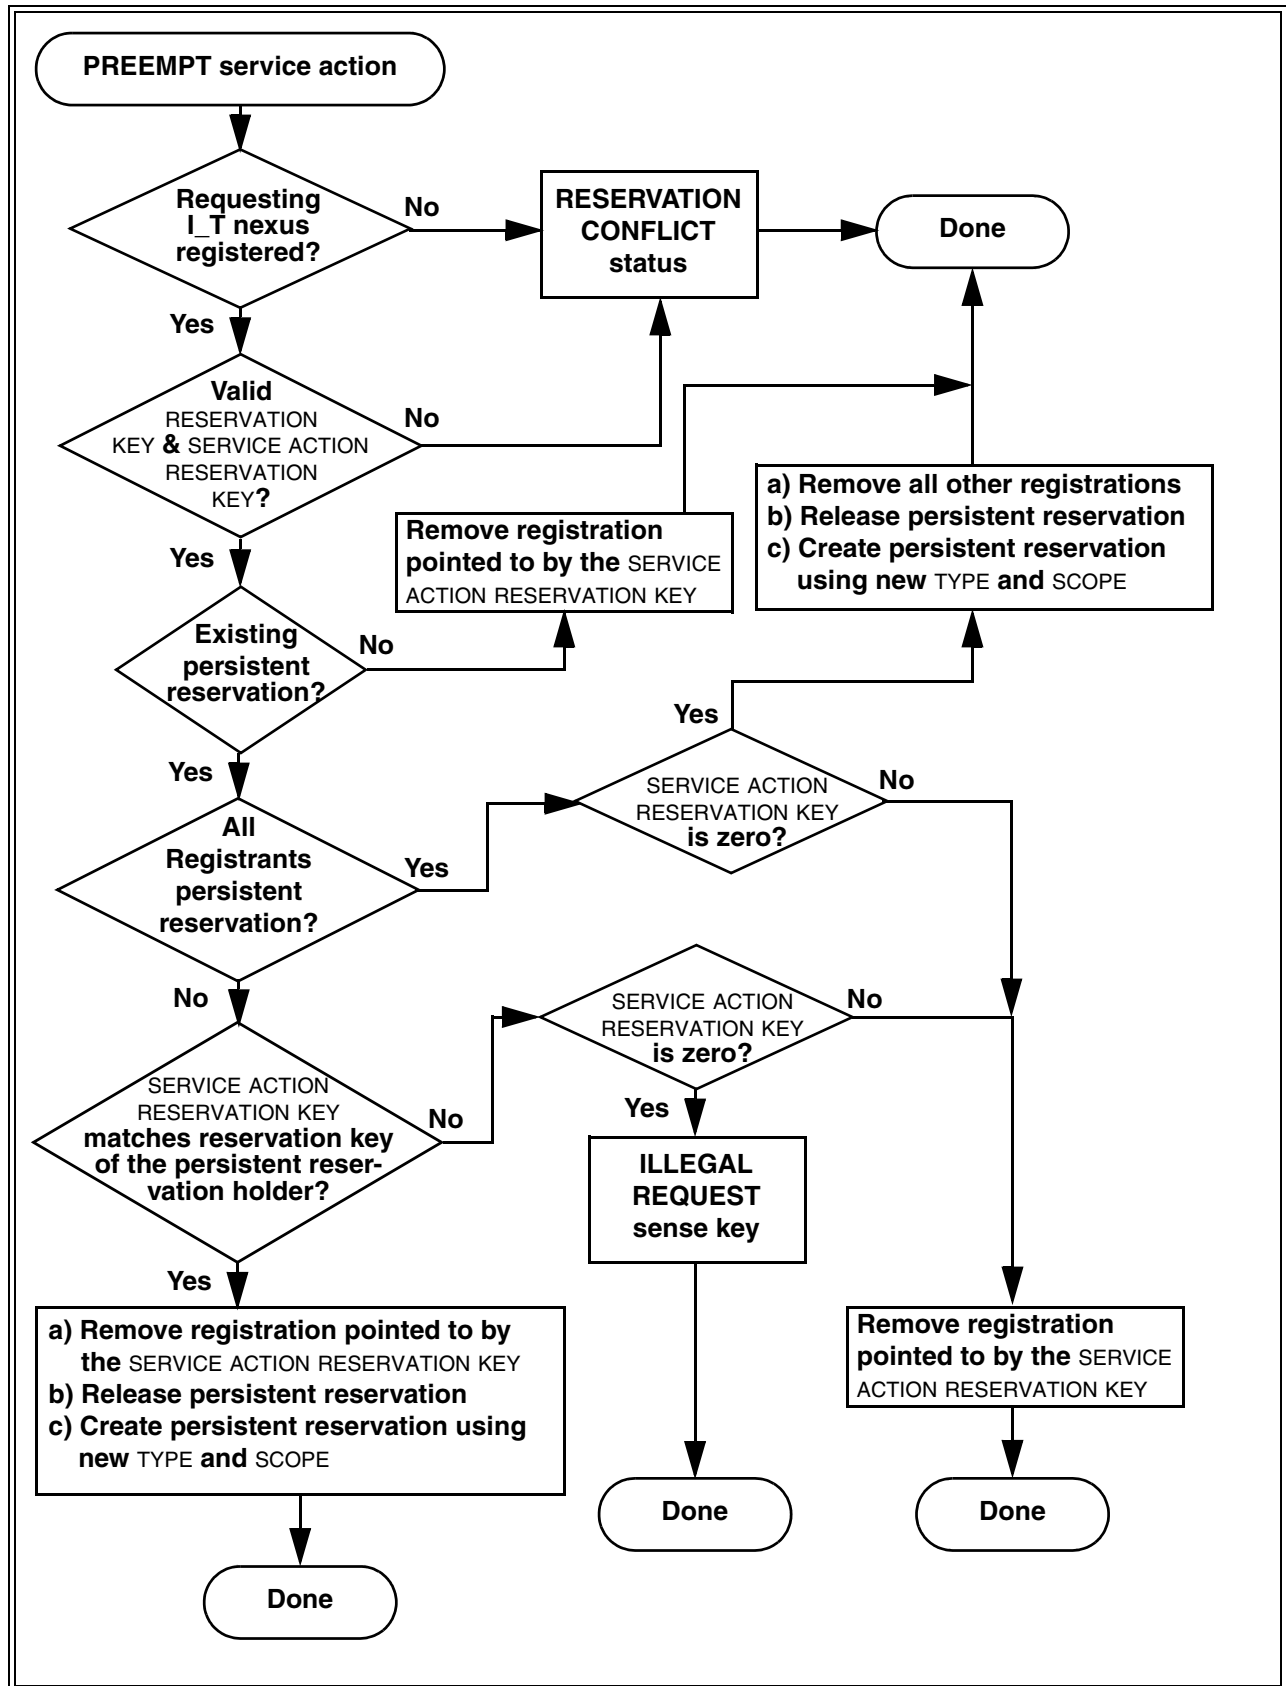 PREEMPT service action
Requesting
I_T nexus
registered?
No
RESERVATION
CONFLICT
status
Done
Yes
Valid
RESERVATION
KEY & SERVICE ACTION
RESERVATION
KEY?
No
Yes
Remove registration
pointed to by the SERVICE
ACTION RESERVATION KEY
a) Remove all other registrations
b) Release persistent reservation
c) Create persistent reservation
using new TYPE and SCOPE
Existing
persistent
reservation?
No
Yes
Yes
SERVICE ACTION
RESERVATION KEY
is zero?
No
All
Registrants
persistent
reservation?
Yes
No
SERVICE ACTION
RESERVATION KEY
is zero?
No
Yes
SERVICE ACTION
RESERVATION KEY
matches reservation key
of the persistent reser-
vation holder?
No
Yes
ILLEGAL
REQUEST
sense key
a) Remove registration pointed to by
the SERVICE ACTION RESERVATION KEY
b) Release persistent reservation
c) Create persistent reservation using
new TYPE and SCOPE
Remove registration
pointed to by the SERVICE
ACTION RESERVATION KEY
Done
Done
Done